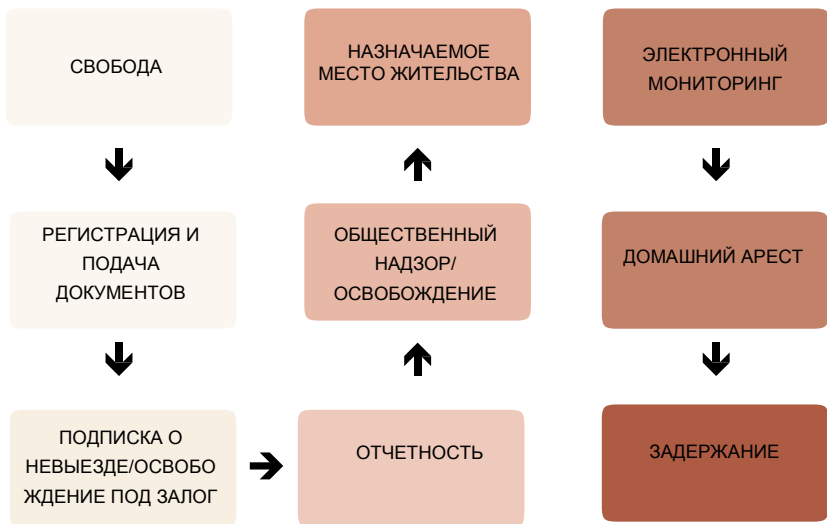 СВОБОДА
РЕГИСТРАЦИЯ И
ПОДАЧА
ДОКУМЕНТОВ
ПОДПИСКА О
НЕВЫЕЗДЕ/ОСВОБО
ЖДЕНИЕ ПОД ЗАЛОГ
ОТЧЕТНОСТЬ
ОБЩЕСТВЕННЫЙ
НАДЗОР/
ОСВОБОЖДЕНИЕ
НАЗНАЧАЕМОЕ
МЕСТО ЖИТЕЛЬСТВА
ЭЛЕКТРОННЫЙ
МОНИТОРИНГ
ДОМАШНИЙ АРЕСТ
ЗАДЕРЖАНИЕ